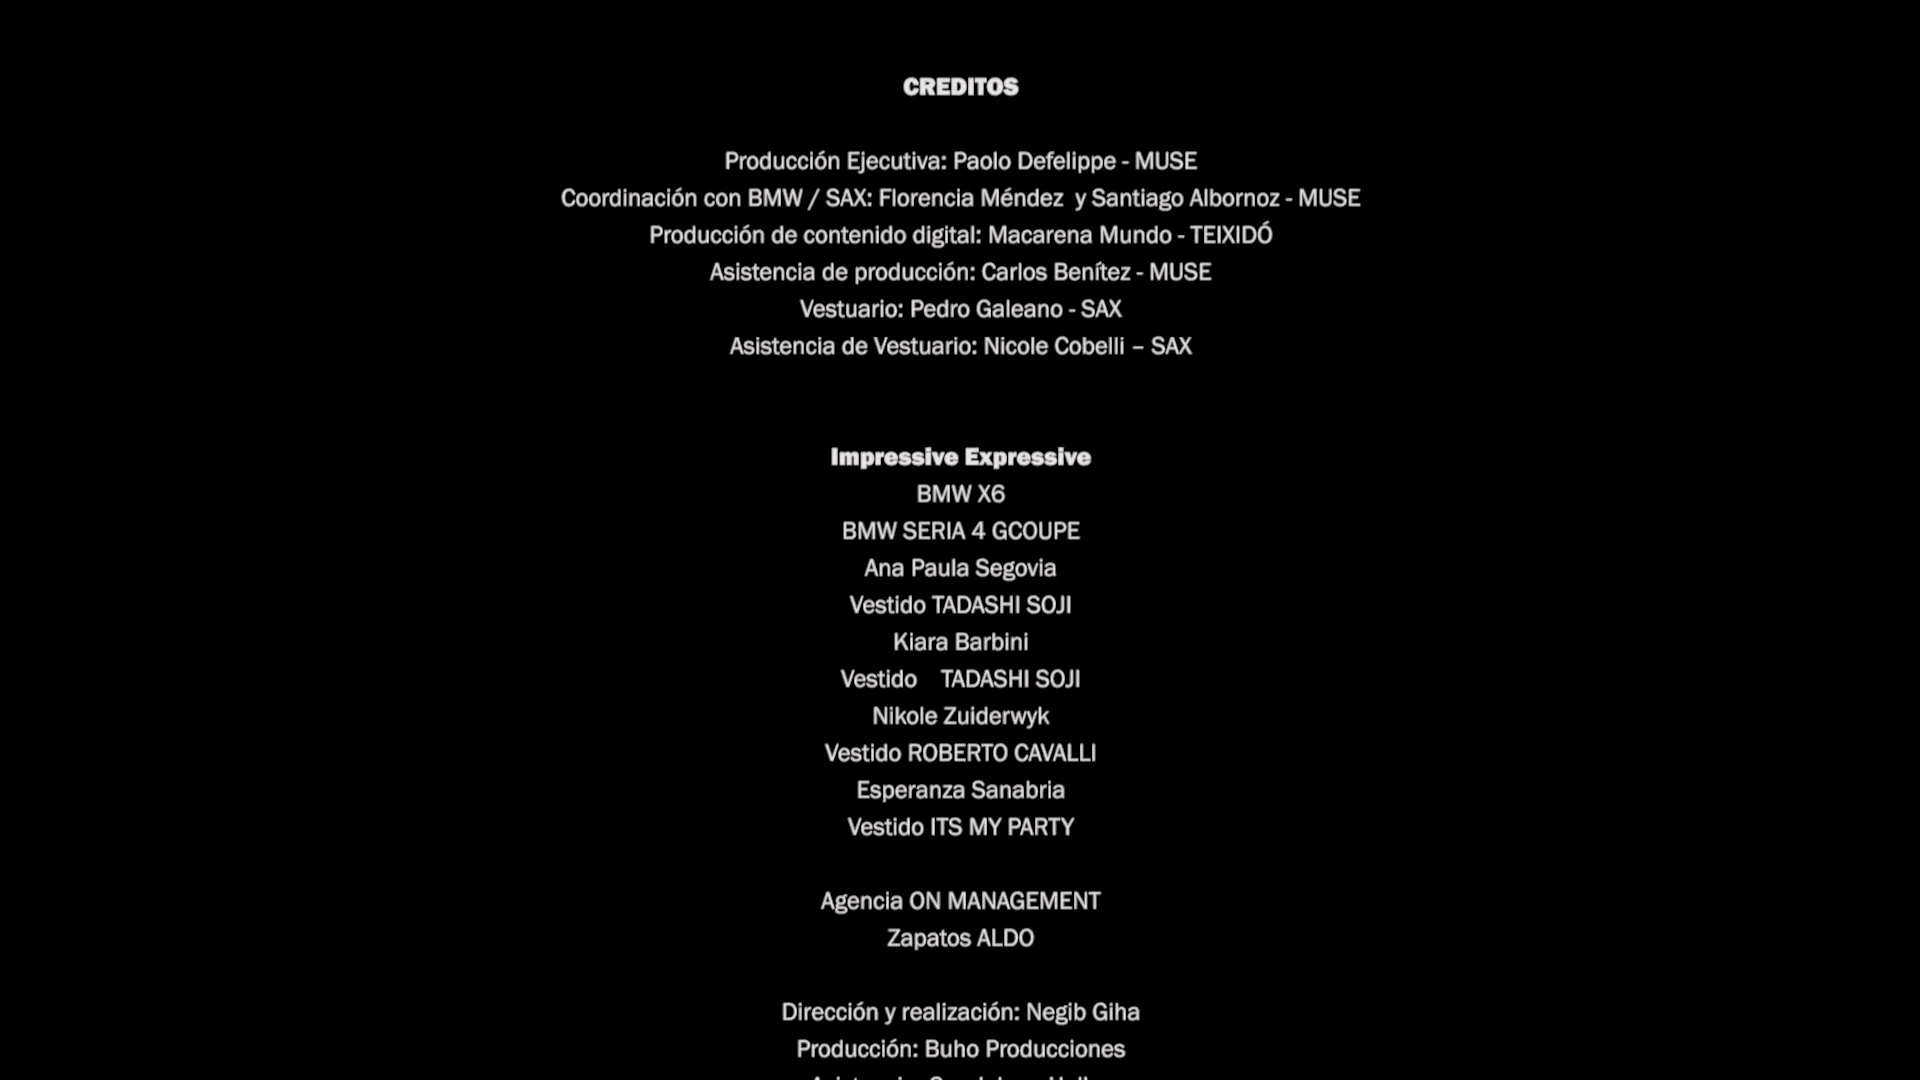 CREDITOS
Producción Ejecutiva: Paolo Defelippe - MUSE
Coordinación con BMW / SAX: Florencia Méndez y Santiago Albornoz - MUSE
Producción de contenido digital: Macarena Mundo - TEIXIDÓ
Asistencia de producción: Carlos Benítez - MUSE
Vestuario: Pedro Galeano - SAX
Asistencia de Vestuario: Nicole Cobelli – SAX
Impressive Expressive
BMW X6
BMW SERIA 4 GCOUPE
Ana Paula Segovia
Vestido TADASHI SOJI
Kiara Barbini
Vestido TADASHI SOJI
Nikole Zuiderwyk
Vestido ROBERTO CAVALLI
Esperanza Sanabria
Vestido ITS MY PARTY
Agencia ON MANAGEMENT
Zapatos ALDO
Dirección y realización: Negib Giha
Producción: Buho Producciones